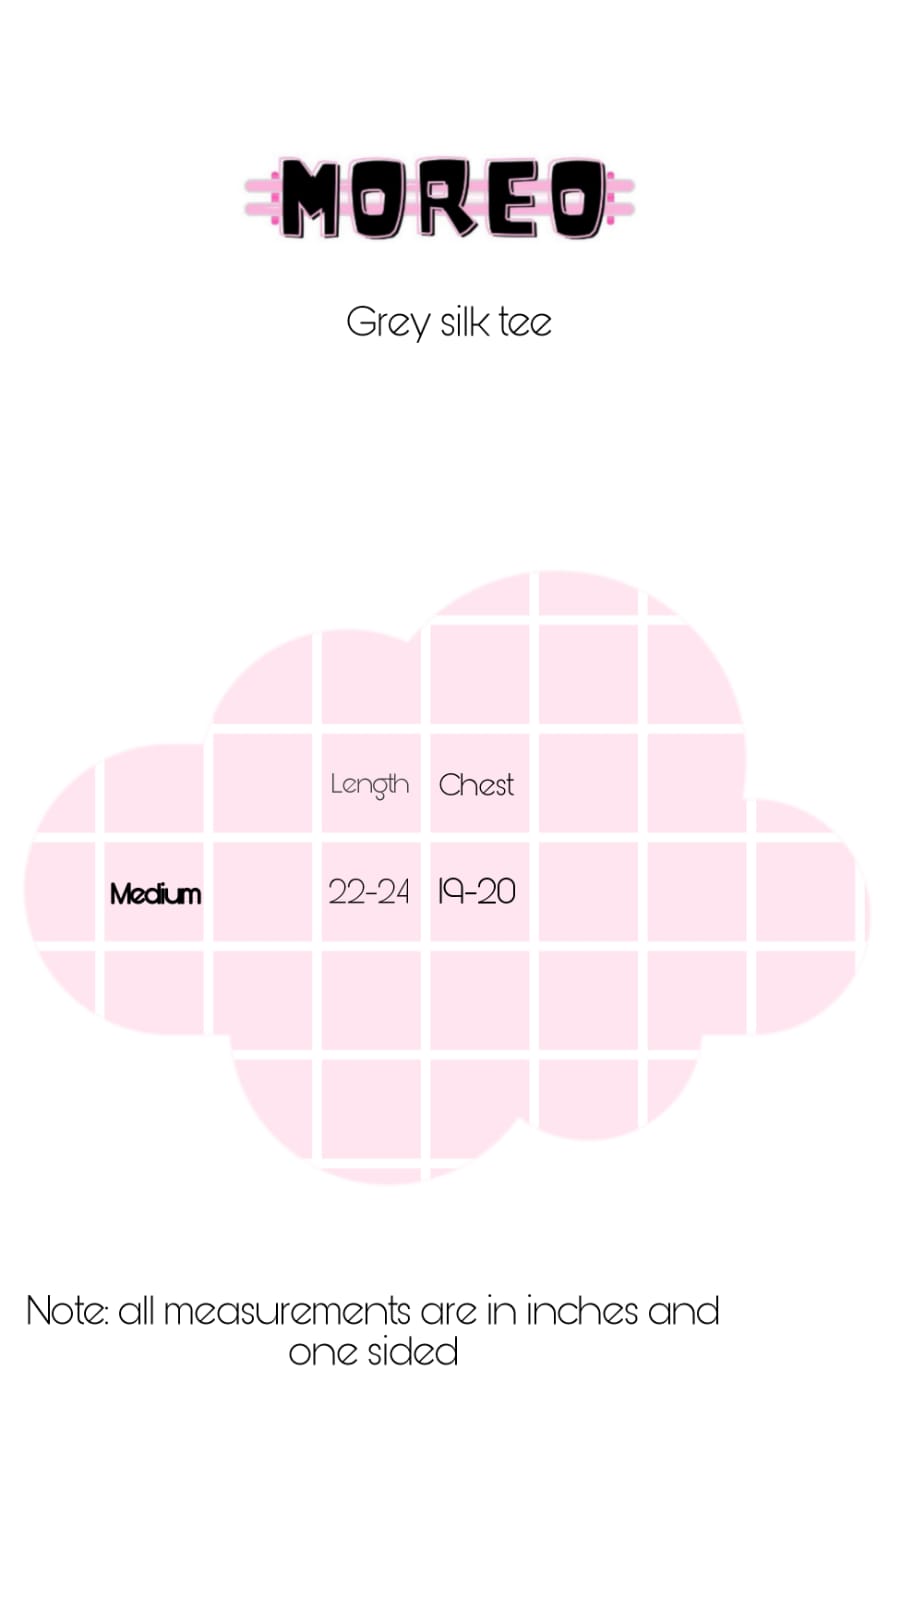 MOREO
Grey silk tee
Length Chest
Medium 22-24 19-20
Note: all measurements are in inches and
one sided